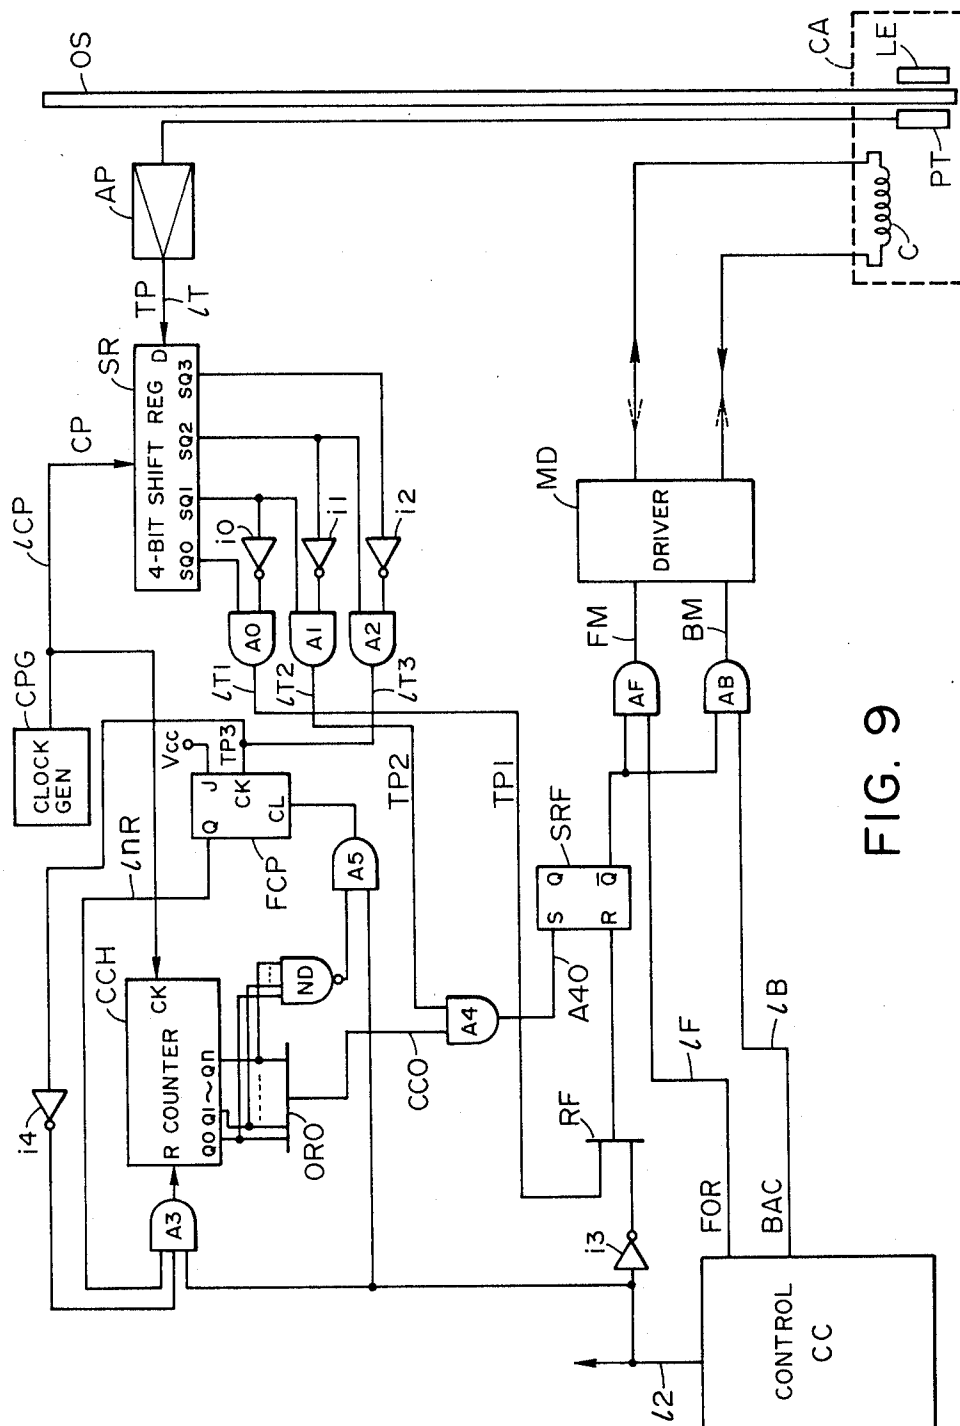 OS
CA
LE
PT
C
AP
TP
lT
SR
4-BIT SHIFT REG D
SQ0 SQ1 SQ2 SQ3
CP
lCP
CPG
CLOCK
GEN
i0
i1
i2
A0
A1
A2
lT1
lT2
lT3
Vcc
TP3
J
Q
CK
CL
FCP
lnR
CCH
CK
R COUNTER
Q0 Q1~Qn
i4
A3
ND
A5
OR0
CC0
A4
TP2
TP1
A40
SRF
S Q
R Q̅
RF
i3
MD
DRIVER
FM
BM
AF
AB
lF
lB
FOR
BAC
l2
CONTROL
CC
FIG. 9